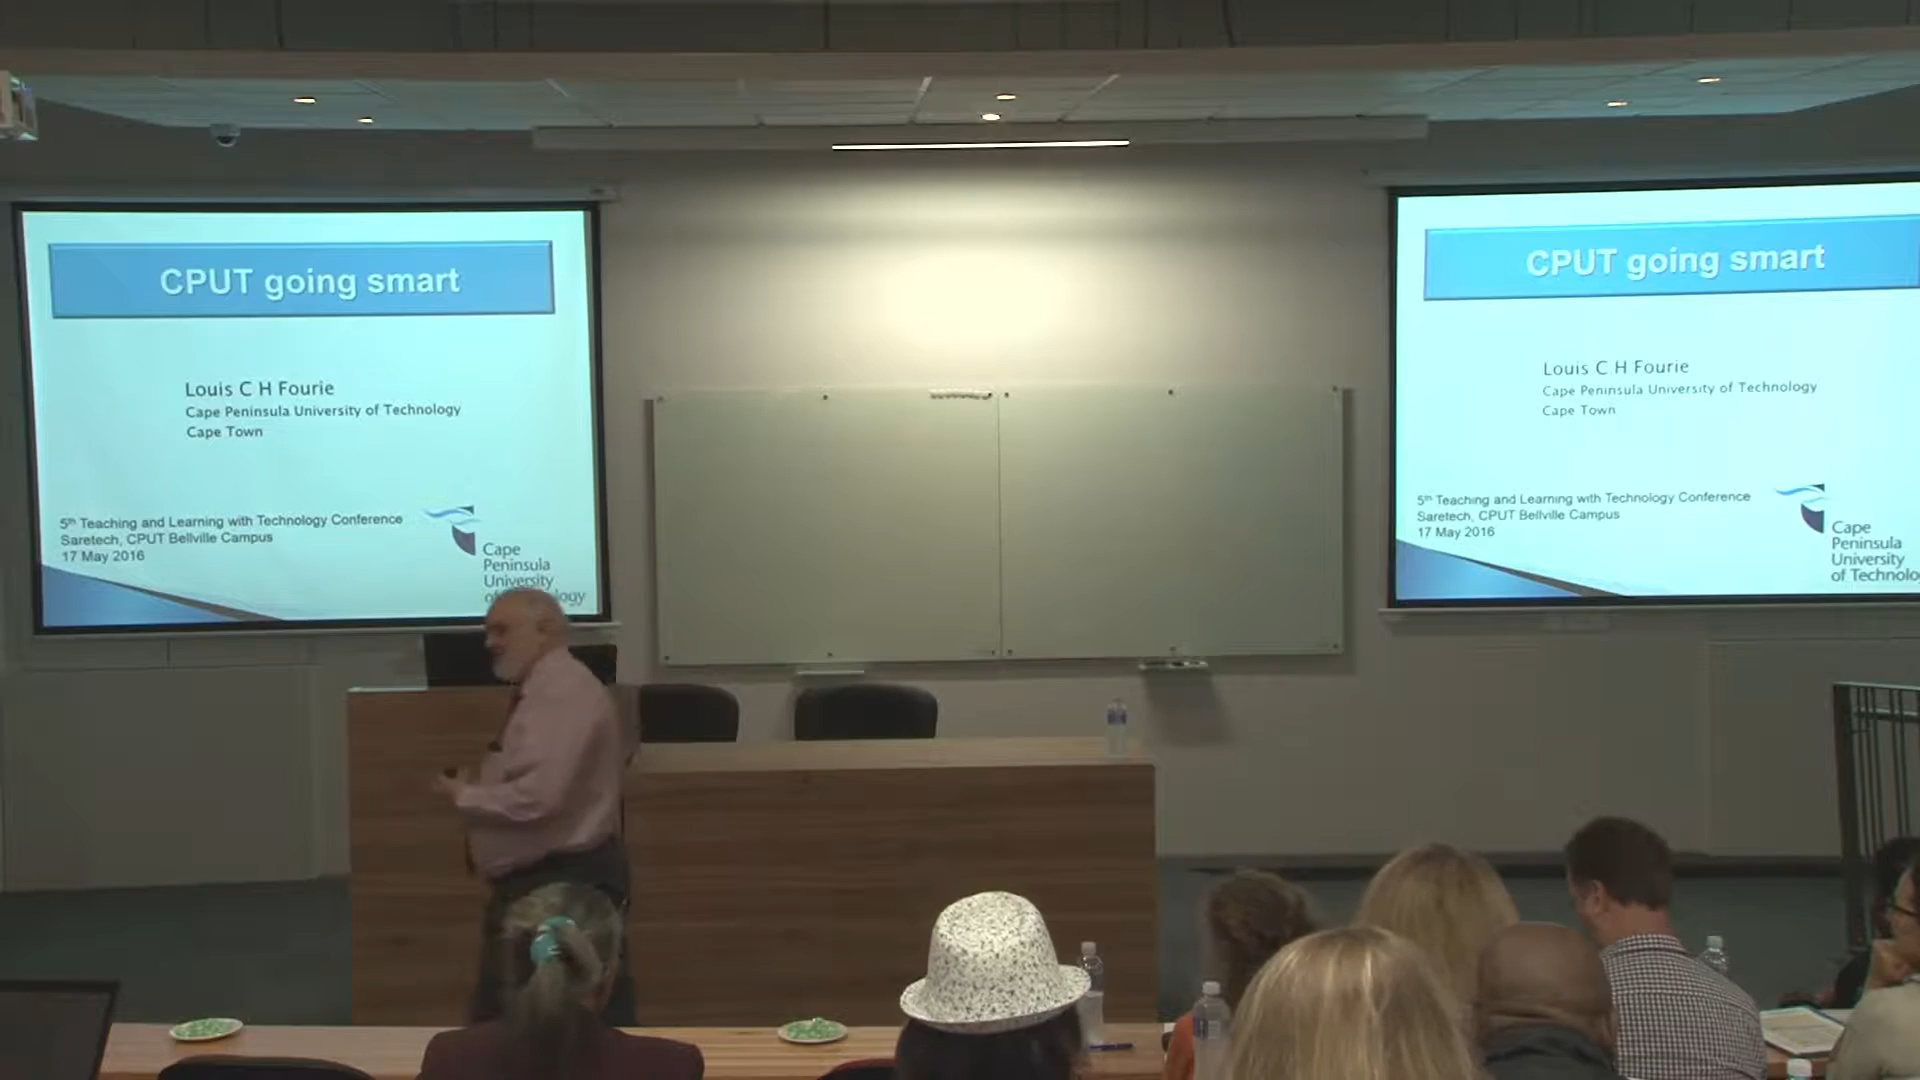 CPUT going smart
Louis C H Fourie
Cape Peninsula University of Technology
Cape Town
5th Teaching and Learning with Technology Conference
Saretech, CPUT Bellville Campus
17 May 2016
Cape
Peninsula
University
CPUT going smart
Louis C H Fourie
Cape Peninsula University of Technology
Cape Town
5th Teaching and Learning with Technology Conference
Saretech, CPUT Bellville Campus
17 May 2016
Cape
Peninsula
University
of Technolo